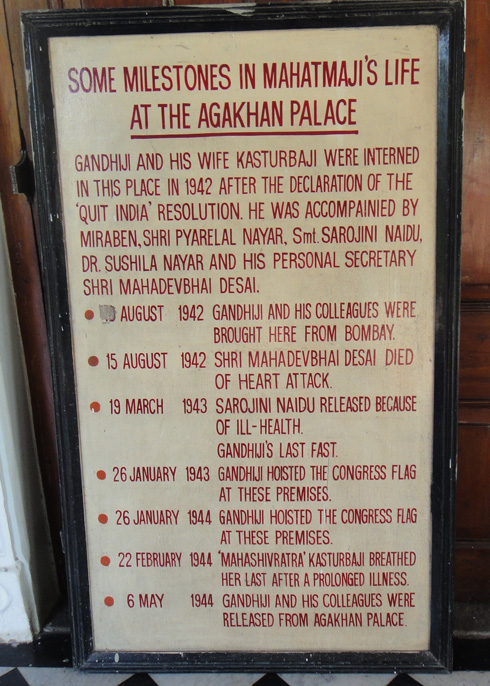 SOME MILESTONES IN MAHATMAJI'S LIFE
AT THE AGAKHAN PALACE
GANDHIJI AND HIS WIFE KASTURBAJI WERE INTERNED
IN THIS PLACE IN 1942 AFTER THE DECLARATION OF THE
'QUIT INDIA' RESOLUTION. HE WAS ACCOMPAINIED BY
MIRABEN, SHRI PYARELAL NAYAR, Smt. SAROJINI NAIDU,
DR. SUSHILA NAYAR AND HIS PERSONAL SECRETARY
SHRI MAHADEVBHAI DESAI.
AUGUST 1942 GANDHIJI AND HIS COLLEAGUES WERE
BROUGHT HERE FROM BOMBAY.
15 AUGUST 1942 SHRI MAHADEVBHAI DESAI DIED
OF HEART ATTACK.
19 MARCH 1943 SAROJINI NAIDU RELEASED BECAUSE
OF ILL-HEALTH.
GANDHIJI'S LAST FAST.
26 JANUARY 1943 GANDHIJI HOISTED THE CONGRESS FLAG
AT THESE PREMISES.
26 JANUARY 1944 GANDHIJI HOISTED THE CONGRESS FLAG
AT THESE PREMISES.
22 FEBRUARY 1944 'MAHASHIVRATRA' KASTURBAJI BREATHED
HER LAST AFTER A PROLONGED ILLNESS.
6 MAY 1944 GANDHIJI AND HIS COLLEAGUES WERE
RELEASED FROM AGAKHAN PALACE.